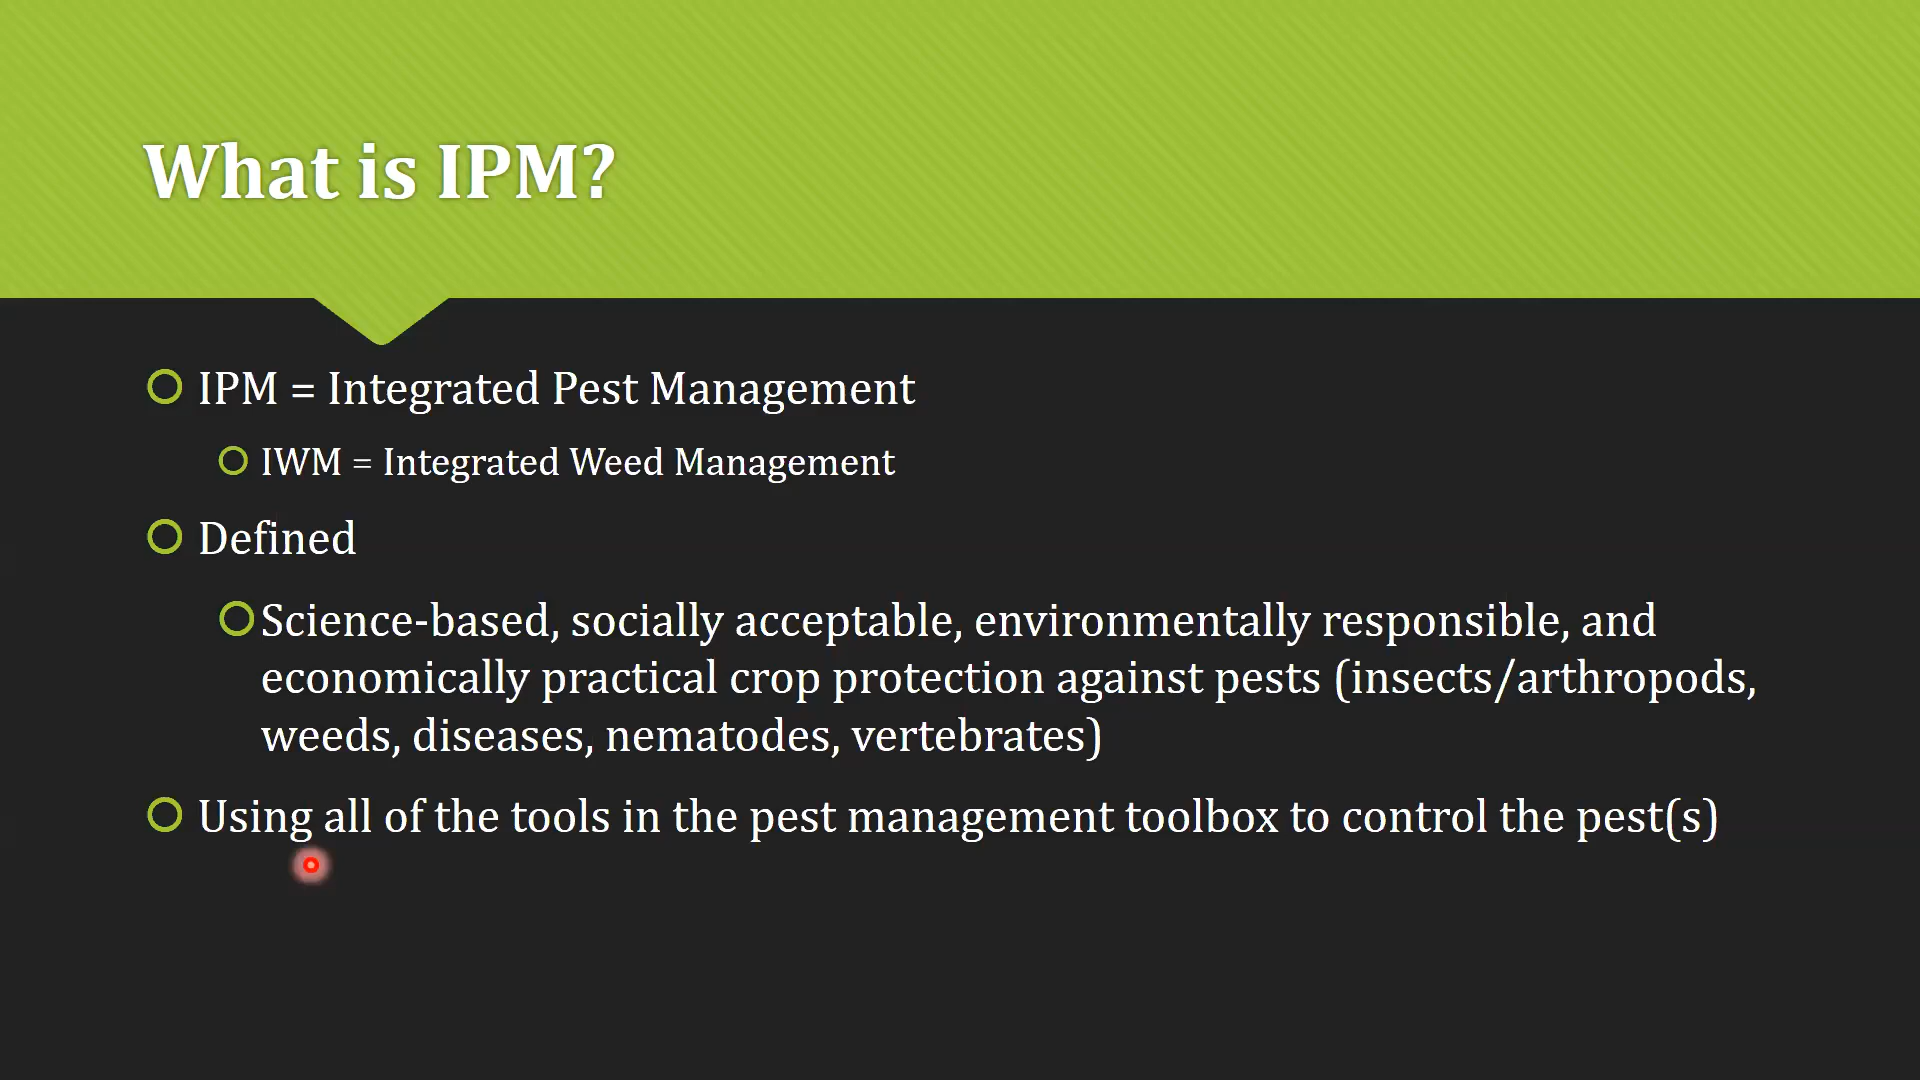 What is IPM?
IPM = Integrated Pest Management
IWM = Integrated Weed Management
Defined
Science-based, socially acceptable, environmentally responsible, and
economically practical crop protection against pests (insects/arthropods,
weeds, diseases, nematodes, vertebrates)
Using all of the tools in the pest management toolbox to control the pest(s)